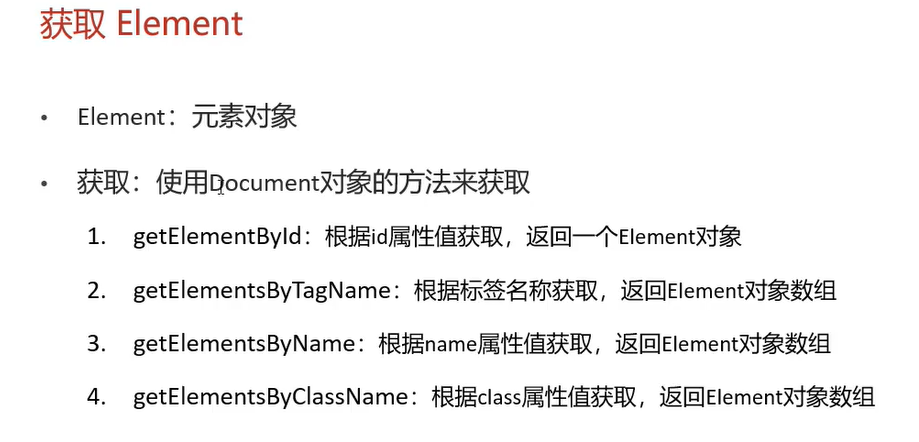 获取 Element
• Element：元素对象
• 获取：使用Document对象的方法来获取
1. getElementById：根据id属性值获取，返回一个Element对象
2. getElementsByTagName：根据标签名称获取，返回Element对象数组
3. getElementsByName：根据name属性值获取，返回Element对象数组
4. getElementsByClassName：根据class属性值获取，返回Element对象数组